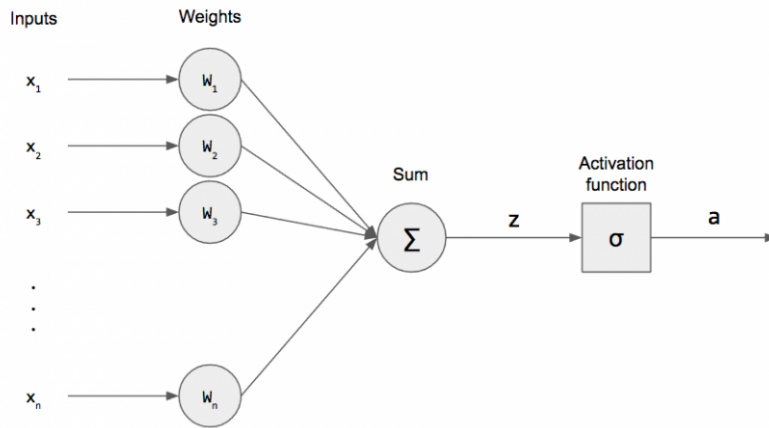 Inputs
Weights
x₁
W₁
x₂
W₂
Sum
Activation
function
x₃
W₃
Σ
z
σ
a
.
.
.
xₙ
Wₙ